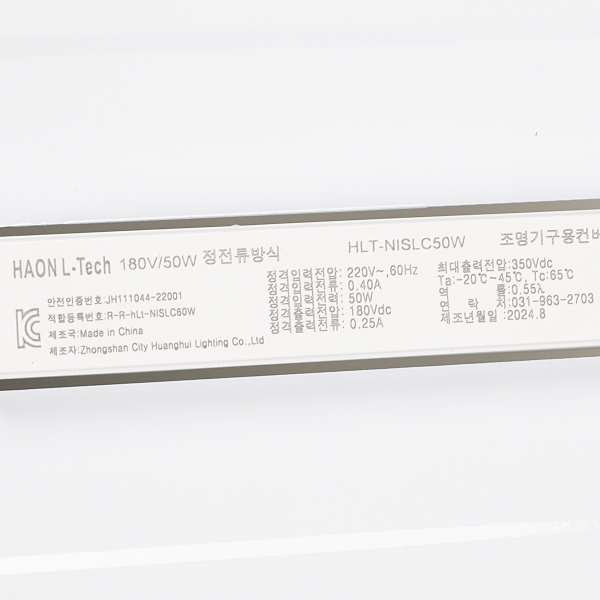 HAON L-Tech 180V/50W 정전류방식 HLT-NISLC50W 조명기구용컨버
안전인증번호:JH111044-22001
적합등록번호:R-R-hLt-NISLC60W
제조국:Made in China
제조자:Zhongshan City Huanghui Lighting Co.,Ltd
정격입력전압: 220V~,60Hz
정격입력전류: 0.40A
정격입력전력: 50W
정격출력전압: 180Vdc
정격출력전류: 0.25A
최대출력전압:350Vdc
Ta:-20℃~45℃, Tc:65℃
역 률:0.55λ
연 락 처:031-963-2703
제조년월일 :2024.8